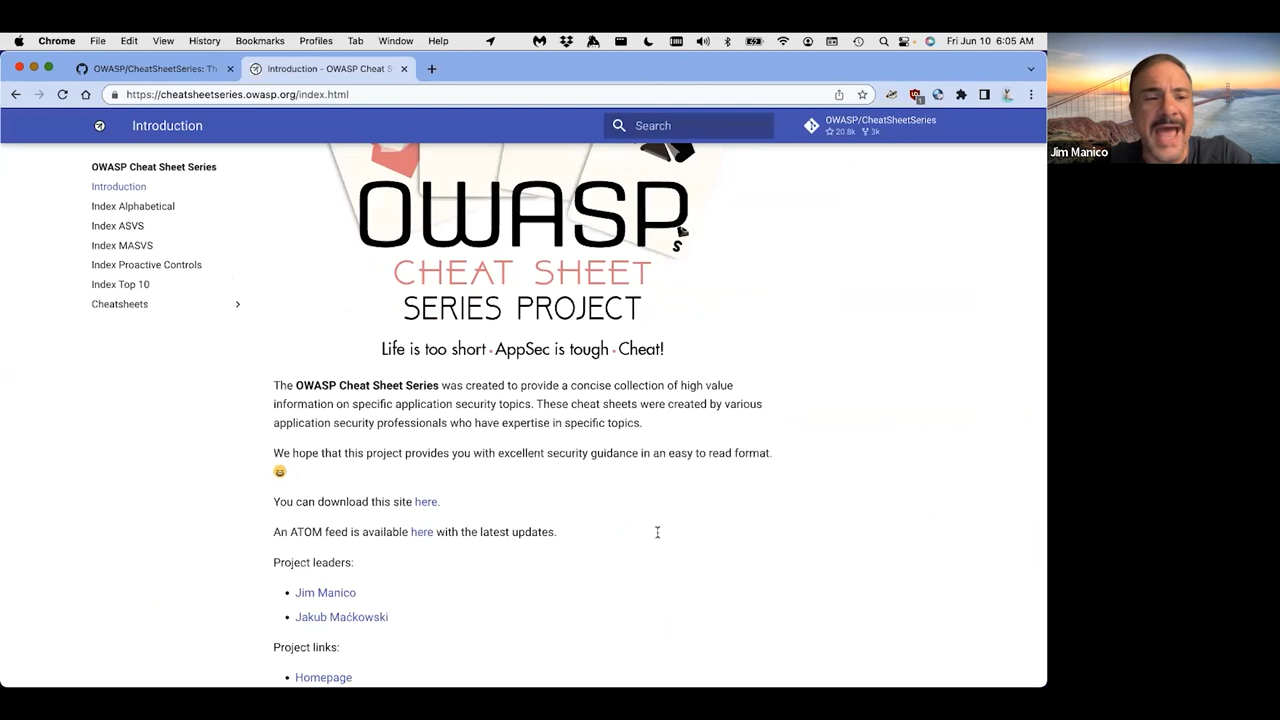 Chrome File Edit View History Bookmarks Profiles Tab Window Help Fri Jun 10 6:05 AM
OWASP/CheatSheetSeries: Th
Introduction - OWASP Cheat S
https://cheatsheetseries.owasp.org/index.html
Introduction
Search
OWASP/CheatSheetSeries
20.8k 3k
Jim Manico
OWASP Cheat Sheet Series
Introduction
Index Alphabetical
Index ASVS
Index MASVS
Index Proactive Controls
Index Top 10
Cheatsheets
OWASP
CHEAT SHEET
SERIES PROJECT
Life is too short · AppSec is tough · Cheat!
The OWASP Cheat Sheet Series was created to provide a concise collection of high value
information on specific application security topics. These cheat sheets were created by various
application security professionals who have expertise in specific topics.
We hope that this project provides you with excellent security guidance in an easy to read format.
You can download this site here.
An ATOM feed is available here with the latest updates.
Project leaders:
• Jim Manico
• Jakub Maćkowski
Project links:
• Homepage